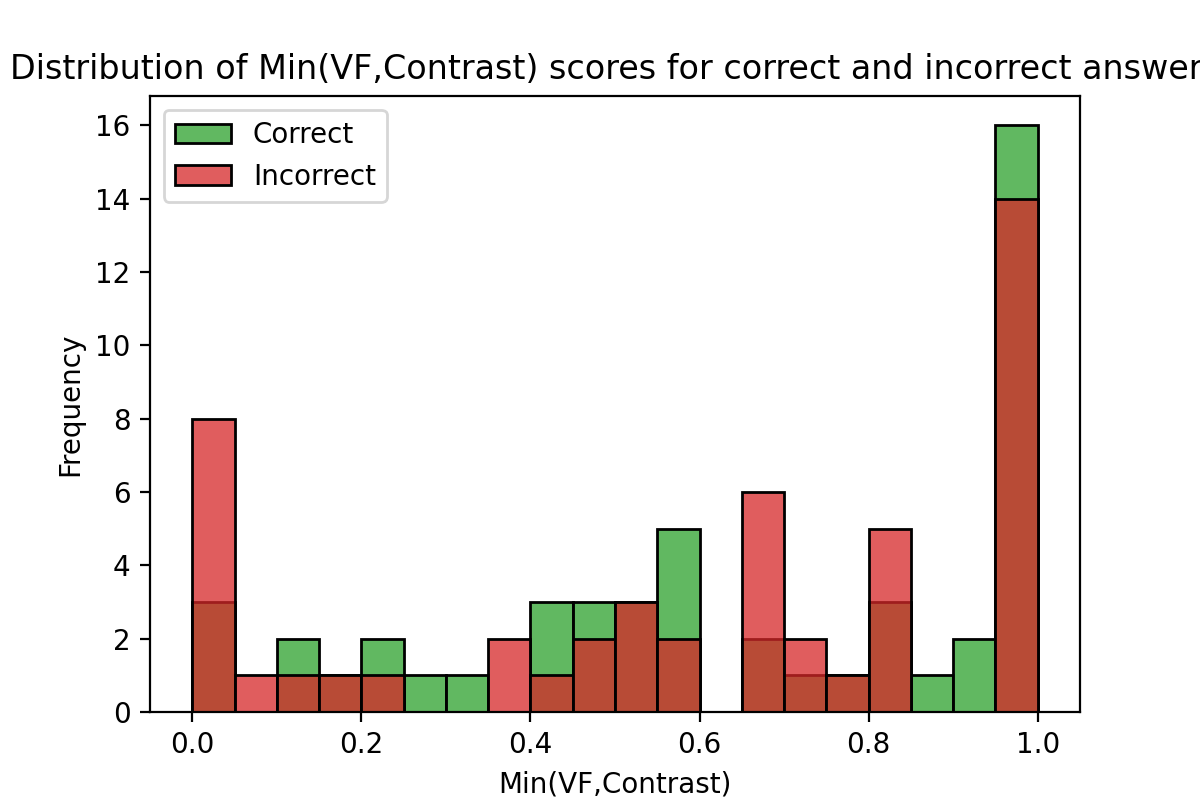 Distribution of Min(VF,Contrast) scores for correct and incorrect answer
Correct
Incorrect
16
14
12
10
8
6
4
2
0
Frequency
0.0 0.2 0.4 0.6 0.8 1.0
Min(VF,Contrast)